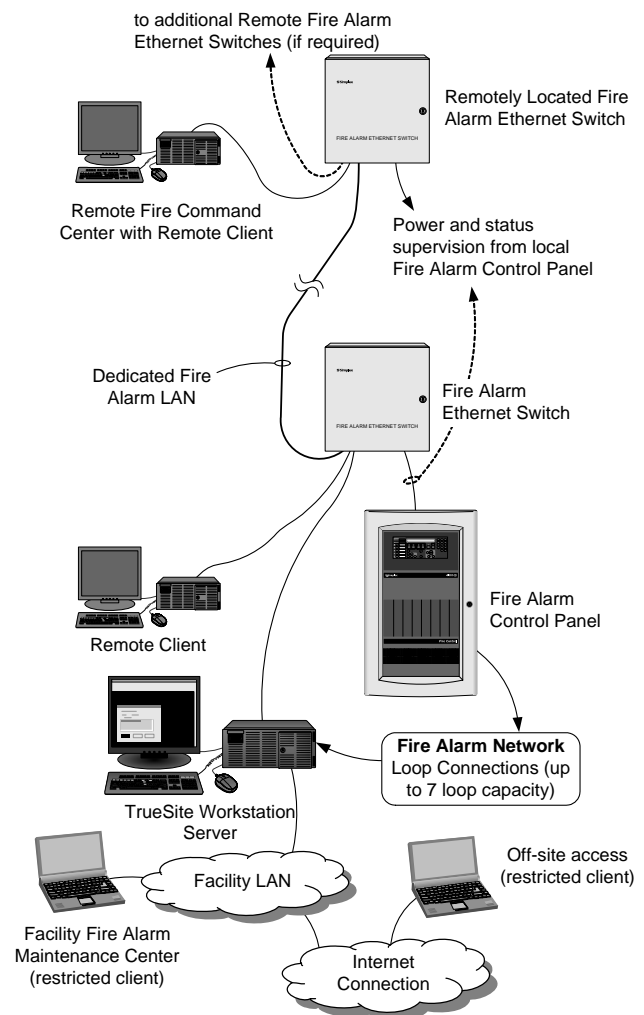 to additional Remote Fire Alarm
Ethernet Switches (if required)
Simplex
FIRE ALARM ETHERNET SWITCH
Remotely Located Fire
Alarm Ethernet Switch
Remote Fire Command
Center with Remote Client
Power and status
supervision from local
Fire Alarm Control Panel
Dedicated Fire
Alarm LAN
Simplex
FIRE ALARM ETHERNET SWITCH
Fire Alarm
Ethernet Switch
Remote Client
Fire Alarm
Control Panel
Fire Alarm Network
Loop Connections (up
to 7 loop capacity)
TrueSite Workstation
Server
Facility LAN
Off-site access
(restricted client)
Facility Fire Alarm
Maintenance Center
(restricted client)
Internet
Connection